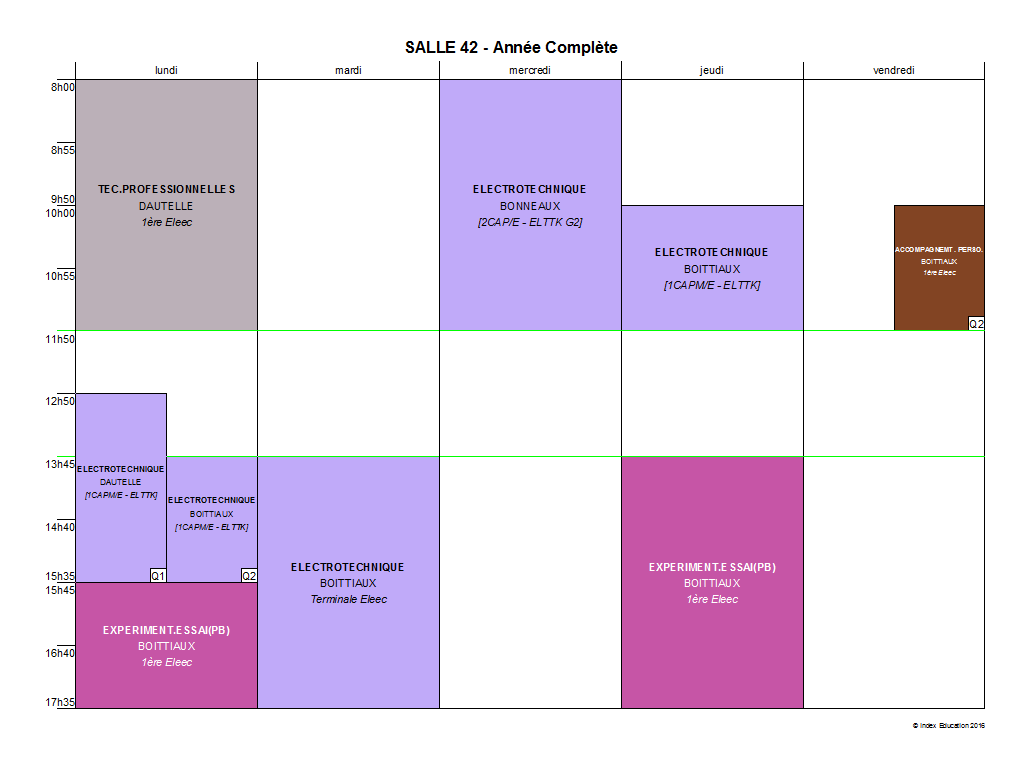 SALLE 42 - Année Complète
lundi
mardi
mercredi
jeudi
vendredi
8h00
8h55
9h50
10h00
10h55
11h50
12h50
13h45
14h40
15h35
15h45
16h40
17h35
TEC.PROFESSIONNELLES
DAUTELLE
1ère Eleec
ELECTROTECHNIQUE
DAUTELLE
[1CAPM/E - ELTTK]
Q1
ELECTROTECHNIQUE
BOITTIAUX
[1CAPM/E - ELTTK]
Q2
EXPERIMENT.ESSAI(PB)
BOITTIAUX
1ère Eleec
ELECTROTECHNIQUE
BOITTIAUX
Terminale Eleec
ELECTROTECHNIQUE
BONNEAUX
[2CAP/E - ELTTK G2]
ELECTROTECHNIQUE
BOITTIAUX
[1CAPM/E - ELTTK]
EXPERIMENT.ESSAI(PB)
BOITTIAUX
1ère Eleec
ACCOMPAGNEMT. PERSO.
BOITTIAUX
1ère Eleec
Q2
© Index Education 2016